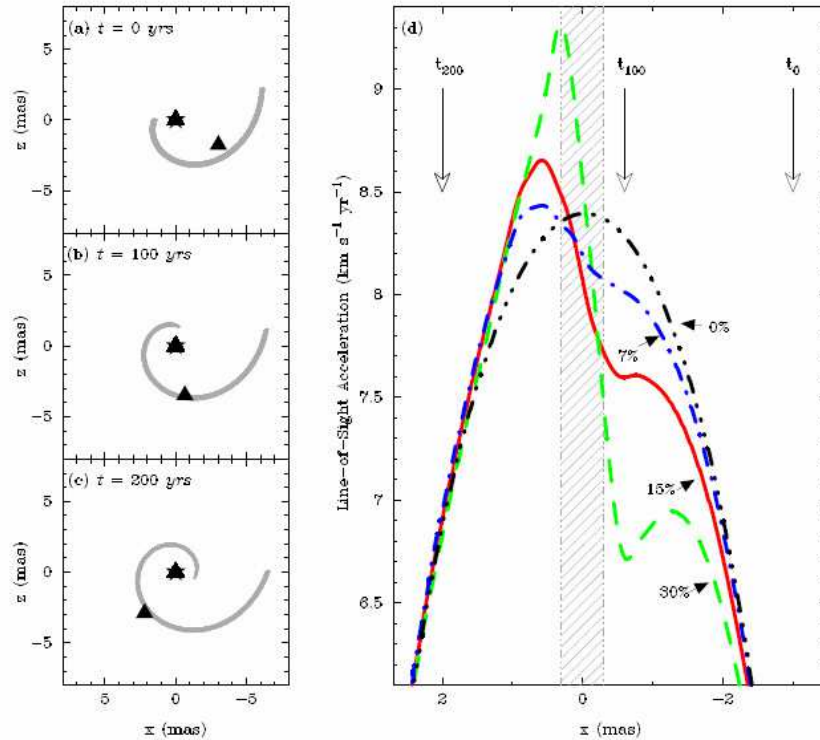 (a) t = 0 yrs
5
0
-5
z (mas)
(b) t = 100 yrs
5
0
-5
z (mas)
(c) t = 200 yrs
5
0
-5
z (mas)
5 0 -5
x (mas)
(d)
t200 t100 t0
9
8.5
8
7.5
7
6.5
Line-of-Sight Acceleration (km s-1 yr-1)
0%
7%
15%
30%
2 0 -2
x (mas)